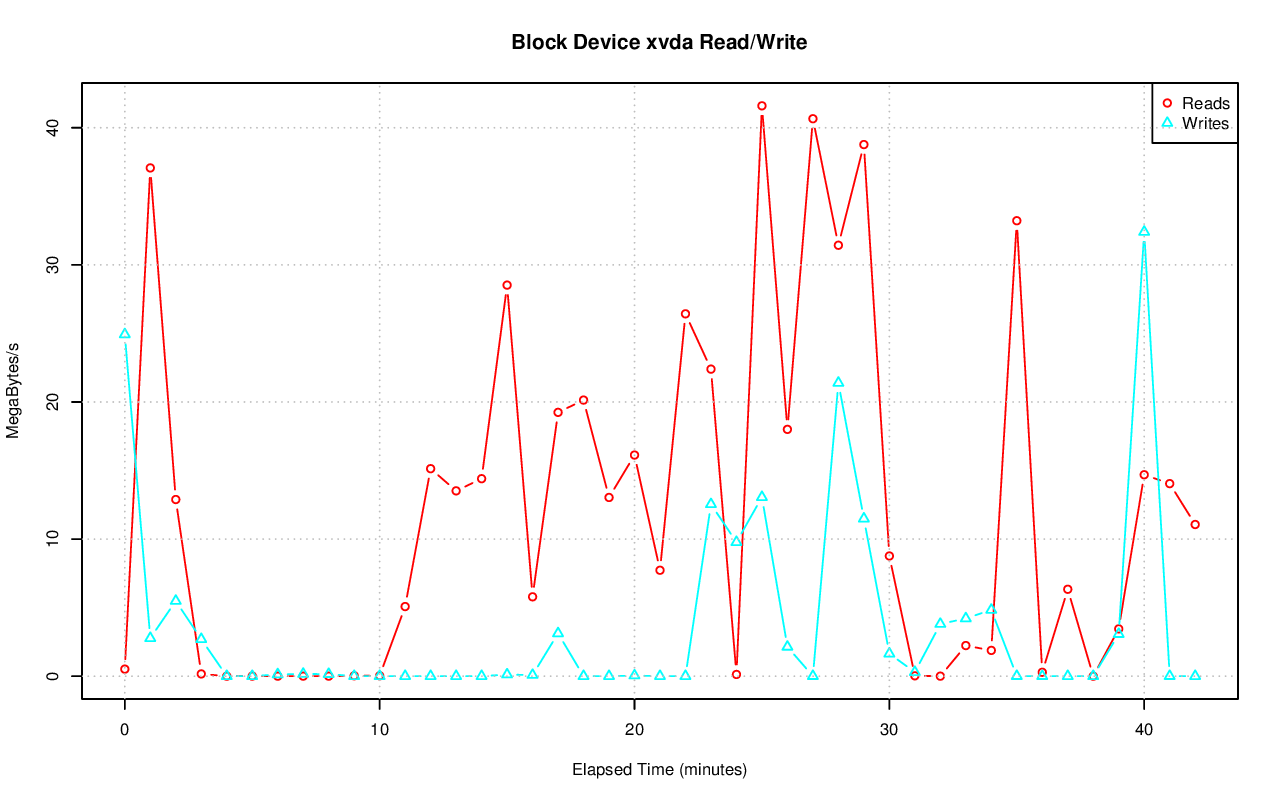 Block Device xvda Read/Write
Reads
Writes
MegaBytes/s
40
30
20
10
0
0 10 20 30 40
Elapsed Time (minutes)